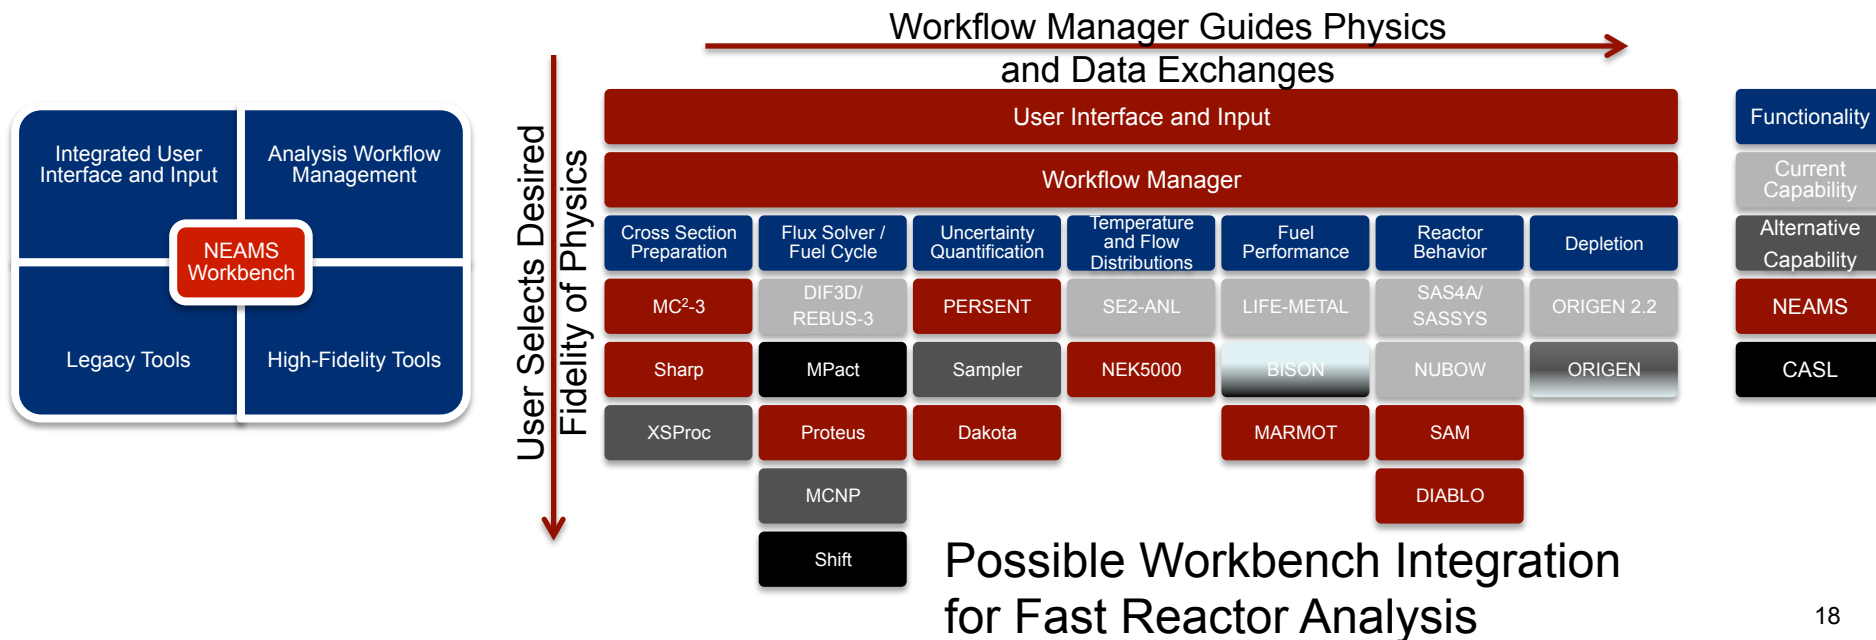 Workflow Manager Guides Physics
and Data Exchanges
Integrated User
Interface and Input
Analysis Workflow
Management
NEAMS
Workbench
Legacy Tools
High-Fidelity Tools
User Selects Desired
Fidelity of Physics
User Interface and Input
Workflow Manager
Cross Section
Preparation
Flux Solver /
Fuel Cycle
Uncertainty
Quantification
Temperature
and Flow
Distributions
Fuel
Performance
Reactor
Behavior
Depletion
MC²-3
DIF3D/
REBUS-3
PERSENT
SE2-ANL
LIFE-METAL
SAS4A/
SASSYS
ORIGEN 2.2
Sharp
MPact
Sampler
NEK5000
BISON
NUBOW
ORIGEN
XSProc
Proteus
Dakota
MARMOT
SAM
MCNP
DIABLO
Shift
Functionality
Current
Capability
Alternative
Capability
NEAMS
CASL
Possible Workbench Integration
for Fast Reactor Analysis
18